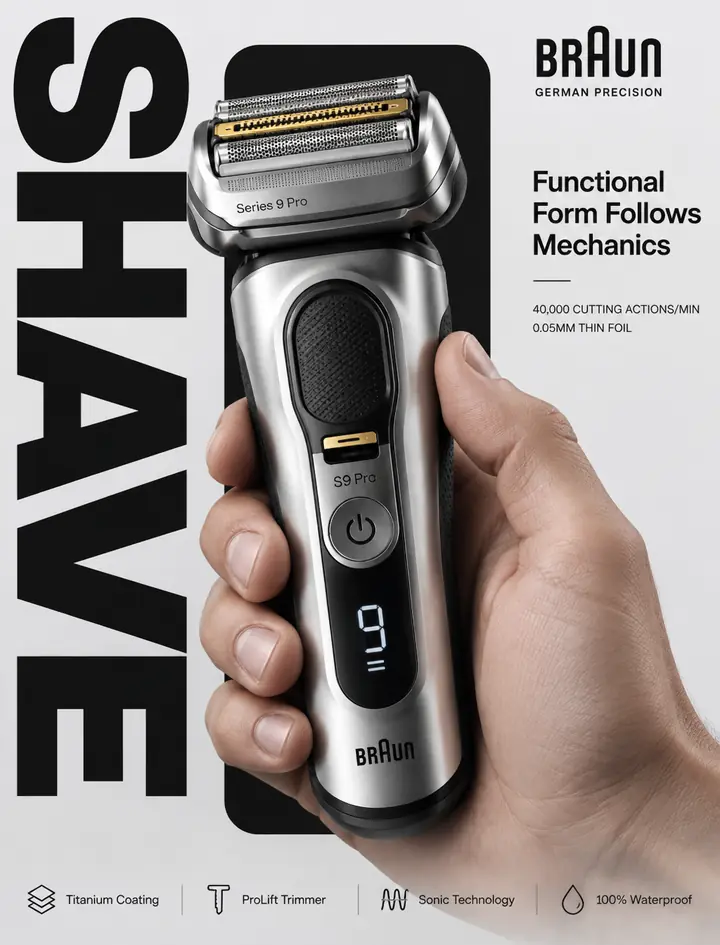 SHAVE
BRAUN
GERMAN PRECISION
Functional
Form Follows
Mechanics
40,000 CUTTING ACTIONS/MIN
0.05MM THIN FOIL
Series 9 Pro
S9 Pro
9
BRAUN
Titanium Coating
ProLift Trimmer
Sonic Technology
100% Waterproof